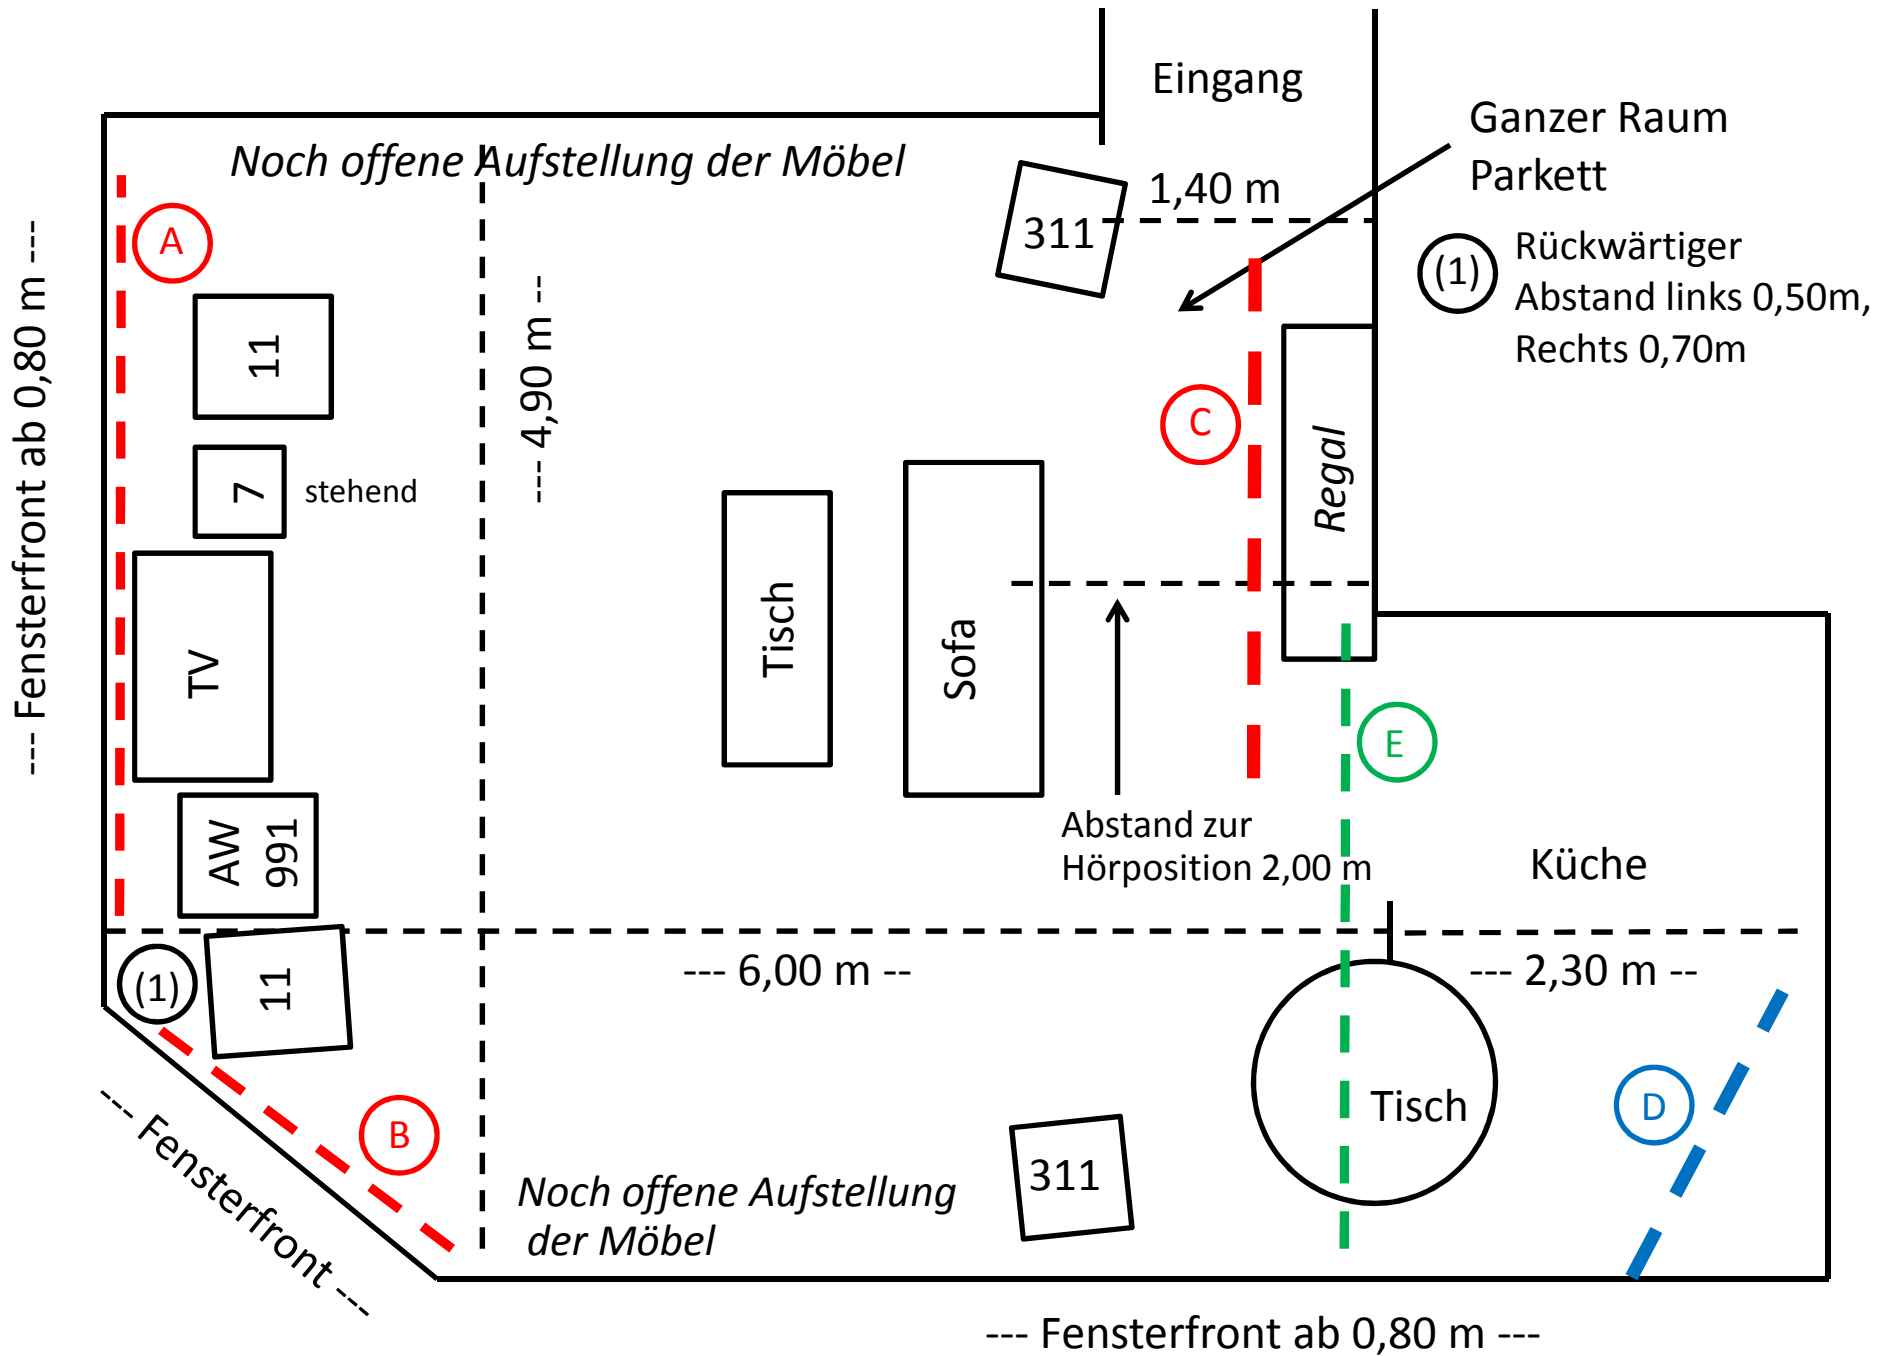 Eingang
Ganzer Raum
Parkett
Noch offene Aufstellung der Möbel
1,40 m
311
A
(1)
Rückwärtiger
Abstand links 0,50m,
Rechts 0,70m
--- Fensterfront ab 0,80 m ---
11
---- 4,90 m --
C
Regal
7
stehend
TV
Tisch
Sofa
E
AW
991
Abstand zur
Hörposition 2,00 m
Küche
(1)
11
--- 6,00 m --
--- 2,30 m --
--- Fensterfront ---
B
Tisch
D
311
Noch offene Aufstellung
der Möbel
--- Fensterfront ab 0,80 m ---